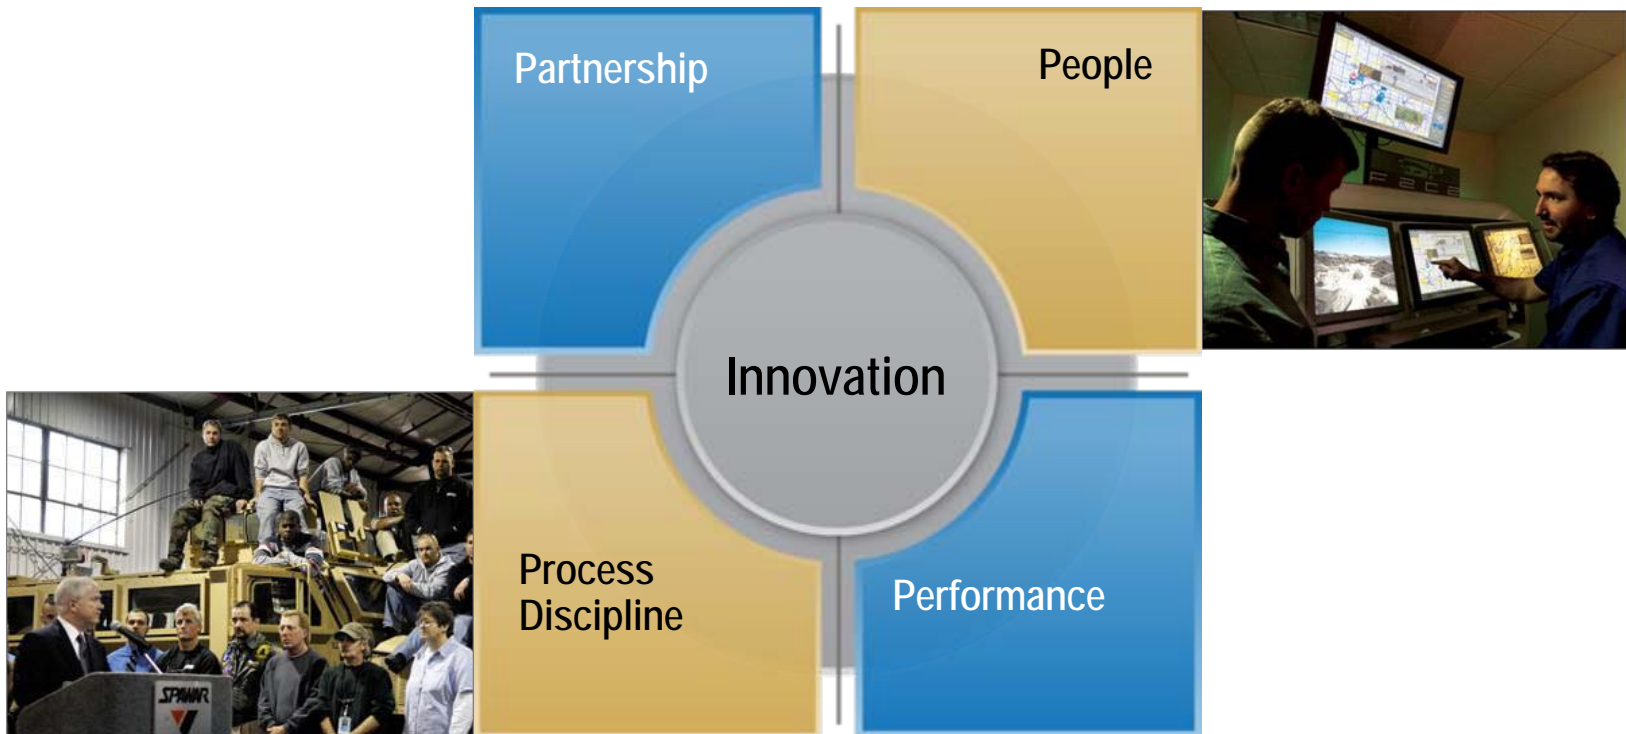 Partnership
People
Innovation
Process
Discipline
Performance
SPAWAR